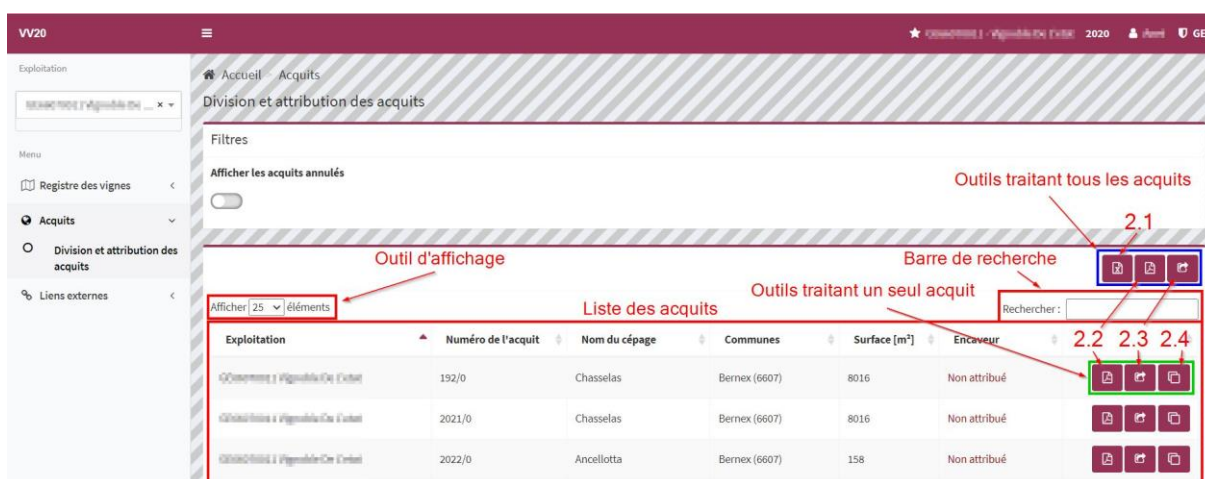 VV20
2020
GE
Exploitation
Menu
Registre des vignes
Acquits
Division et attribution des
acquits
Liens externes
Accueil Acquits
Division et attribution des acquits
Filtres
Afficher les acquits annulés
Outils traitant tous les acquits
2.1
Outil d'affichage
Barre de recherche
Outils traitant un seul acquit
Afficher 25 éléments
Liste des acquits
Rechercher :
Exploitation Numéro de l'acquit Nom du cépage Communes Surface [m²] Encaveur
2.2 2.3 2.4
192/0 Chasselas Bernex (6607) 8016 Non attribué
2021/0 Chasselas Bernex (6607) 8016 Non attribué
2022/0 Ancellotta Bernex (6607) 158 Non attribué